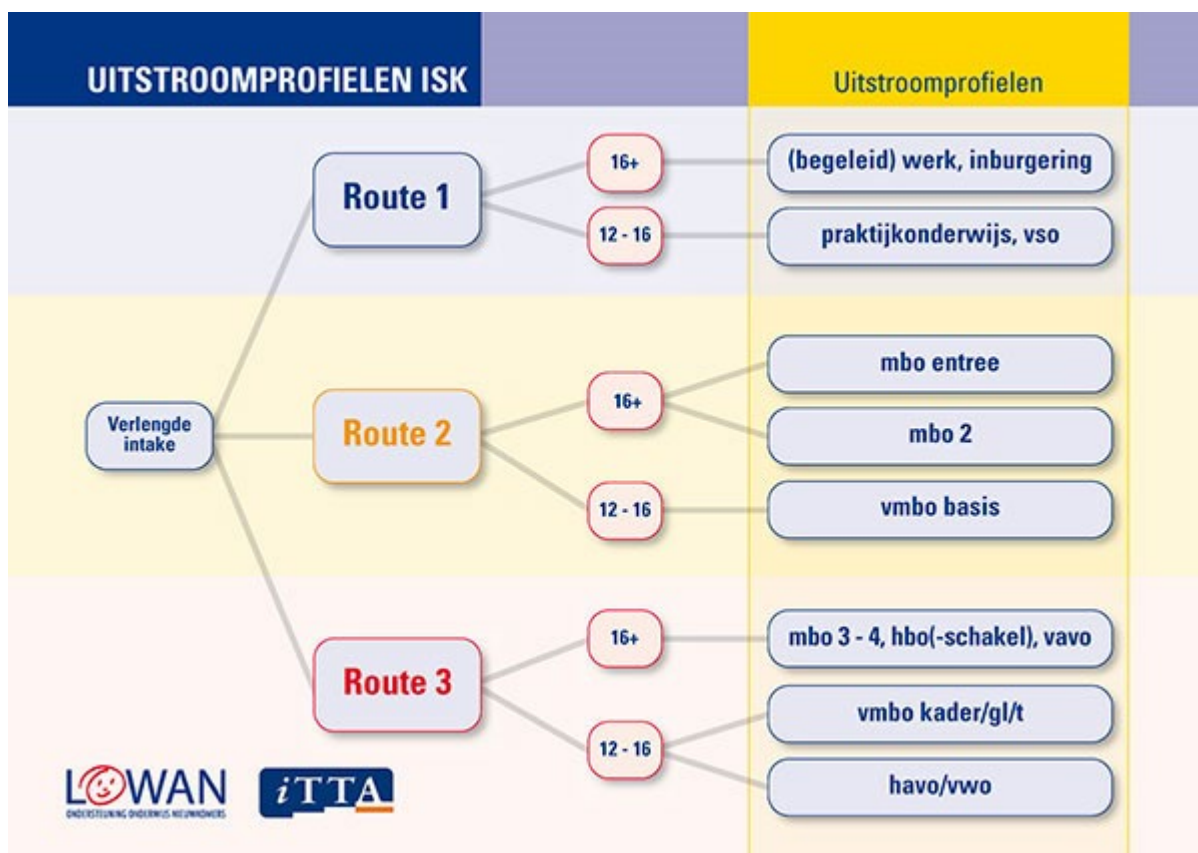 UITSTROOMPROFIELEN ISK
Uitstroomprofielen
Verlengde
intake
Route 1
16+
(begeleid) werk, inburgering
12 - 16
praktijkonderwijs, vso
Route 2
16+
mbo entree
mbo 2
12 - 16
vmbo basis
Route 3
16+
mbo 3 - 4, hbo(-schakel), vavo
12 - 16
vmbo kader/gl/t
havo/vwo
LOWAN
ONDERSTEUNING ONDERWIJS NIEUWKOMERS
iTTA